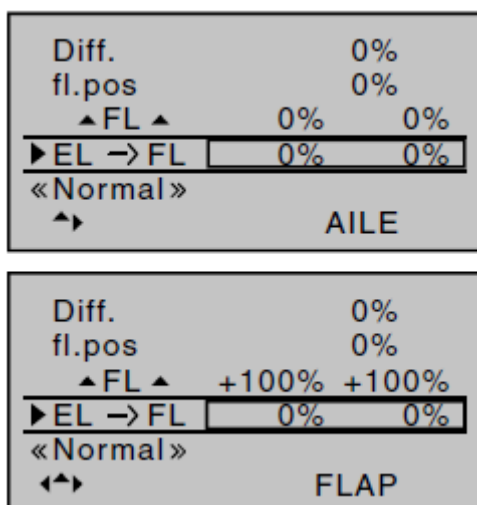 Diff. 0%
fl.pos 0%
▲FL▲ 0% 0%
▶EL −> FL 0% 0%
«Normal»
AILE
Diff. 0%
fl.pos 0%
▲FL▲ +100% +100%
▶EL −> FL 0% 0%
«Normal»
FLAP